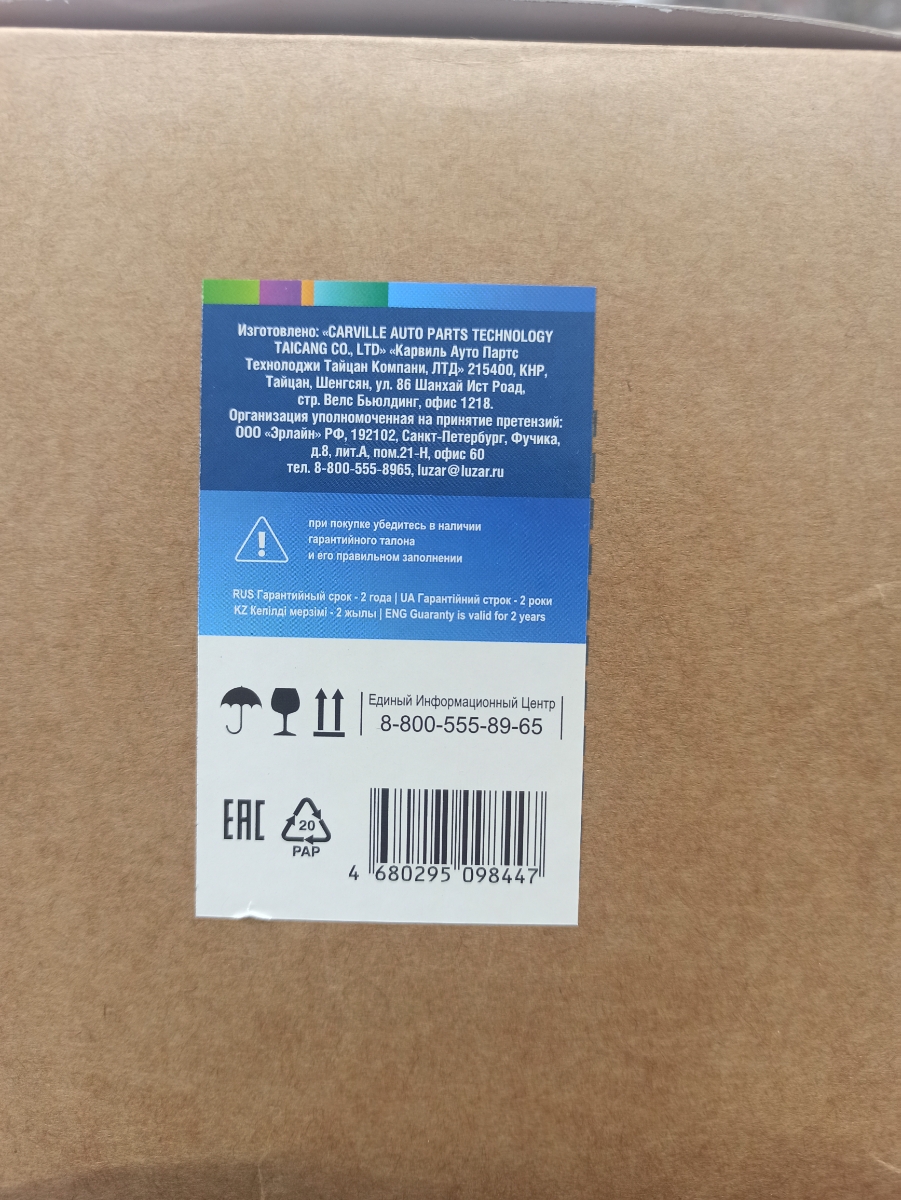 Изготовлено: «CARVILLE AUTO PARTS TECHNOLOGY
TAICANG CO., LTD» «Карвиль Ауто Партс
Технолоджи Тайцан Компани, ЛТД» 215400, КНР,
Тайцан, Шенгсян, ул. 86 Шанхай Ист Роад,
стр. Велс Бьюлдинг, офис 1218.
Организация уполномоченная на принятие претензий:
ООО «Эрлайн» РФ, 192102, Санкт-Петербург, Фучика,
д.8, лит.А, пом.21-Н, офис 60
тел. 8-800-555-8965, luzar@luzar.ru
при покупке убедитесь в наличии
гарантийного талона
и его правильном заполнении
RUS Гарантийный срок - 2 года | UA Гарантійний строк - 2 роки
KZ Кепілді мерзімі - 2 жылы | ENG Guaranty is valid for 2 years
Единый Информационный Центр
8-800-555-89-65
EAC
20
PAP
4 680295 098447